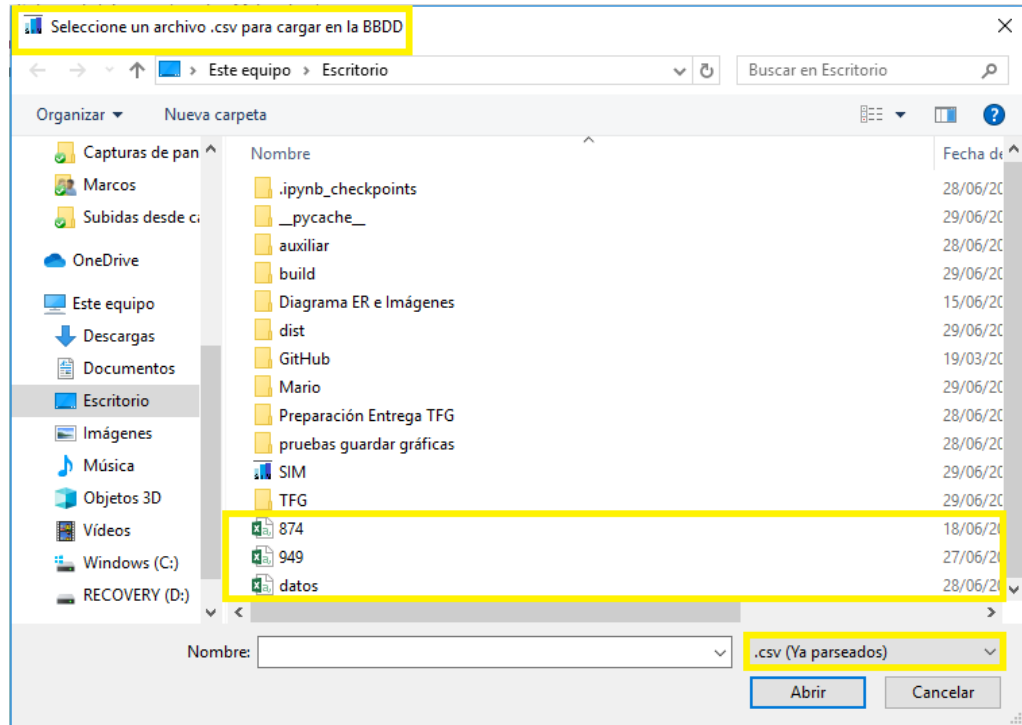 Seleccione un archivo .csv para cargar en la BBDD
Este equipo > Escritorio
Buscar en Escritorio
Organizar
Nueva carpeta
Capturas de pan
Marcos
Subidas desde ca
OneDrive
Este equipo
Descargas
Documentos
Escritorio
Imágenes
Música
Objetos 3D
Vídeos
Windows (C:)
RECOVERY (D:)
Nombre
Fecha de
.ipynb_checkpoints
28/06/20
__pycache__
29/06/20
auxiliar
28/06/20
build
29/06/20
Diagrama ER e Imágenes
15/06/20
dist
29/06/20
GitHub
19/03/20
Mario
29/06/20
Preparación Entrega TFG
28/06/20
pruebas guardar gráficas
28/06/20
SIM
29/06/20
TFG
29/06/20
874
18/06/20
949
27/06/20
datos
28/06/20
Nombre:
.csv (Ya parseados)
Abrir
Cancelar